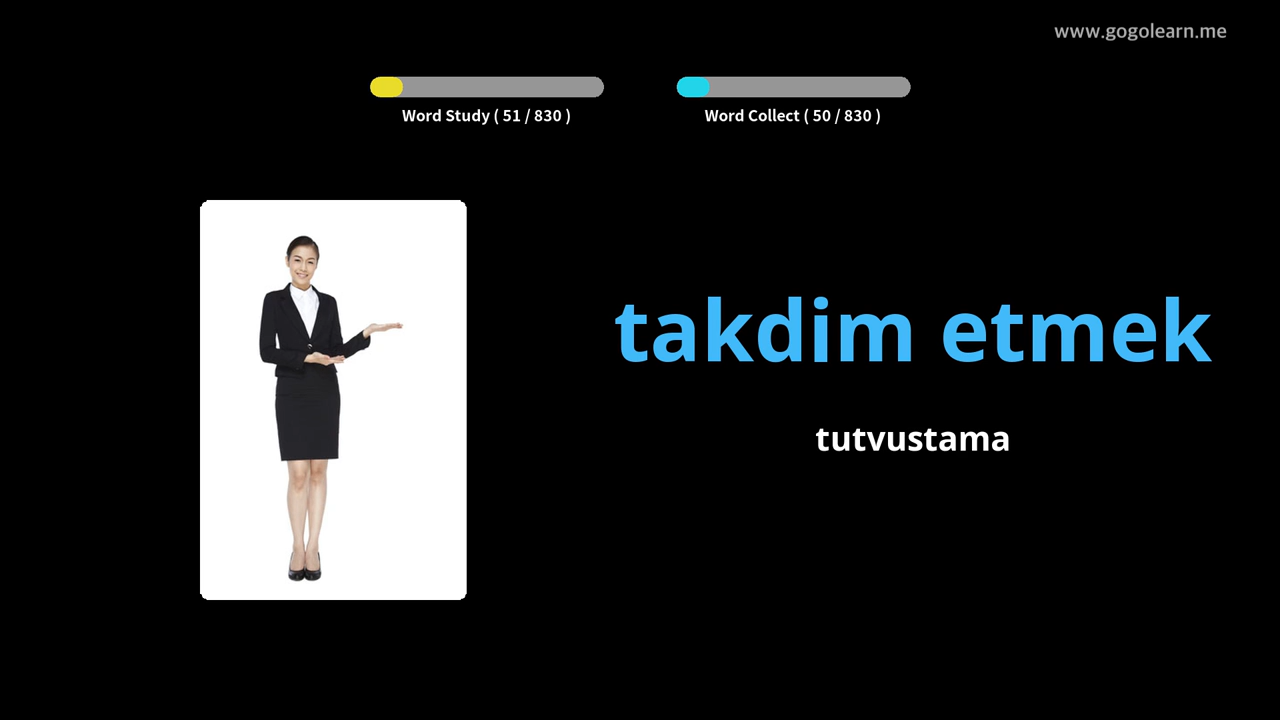 www.gogolearn.me
Word Study ( 51 / 830 )
Word Collect ( 50 / 830 )
takdim etmek
tutvustama